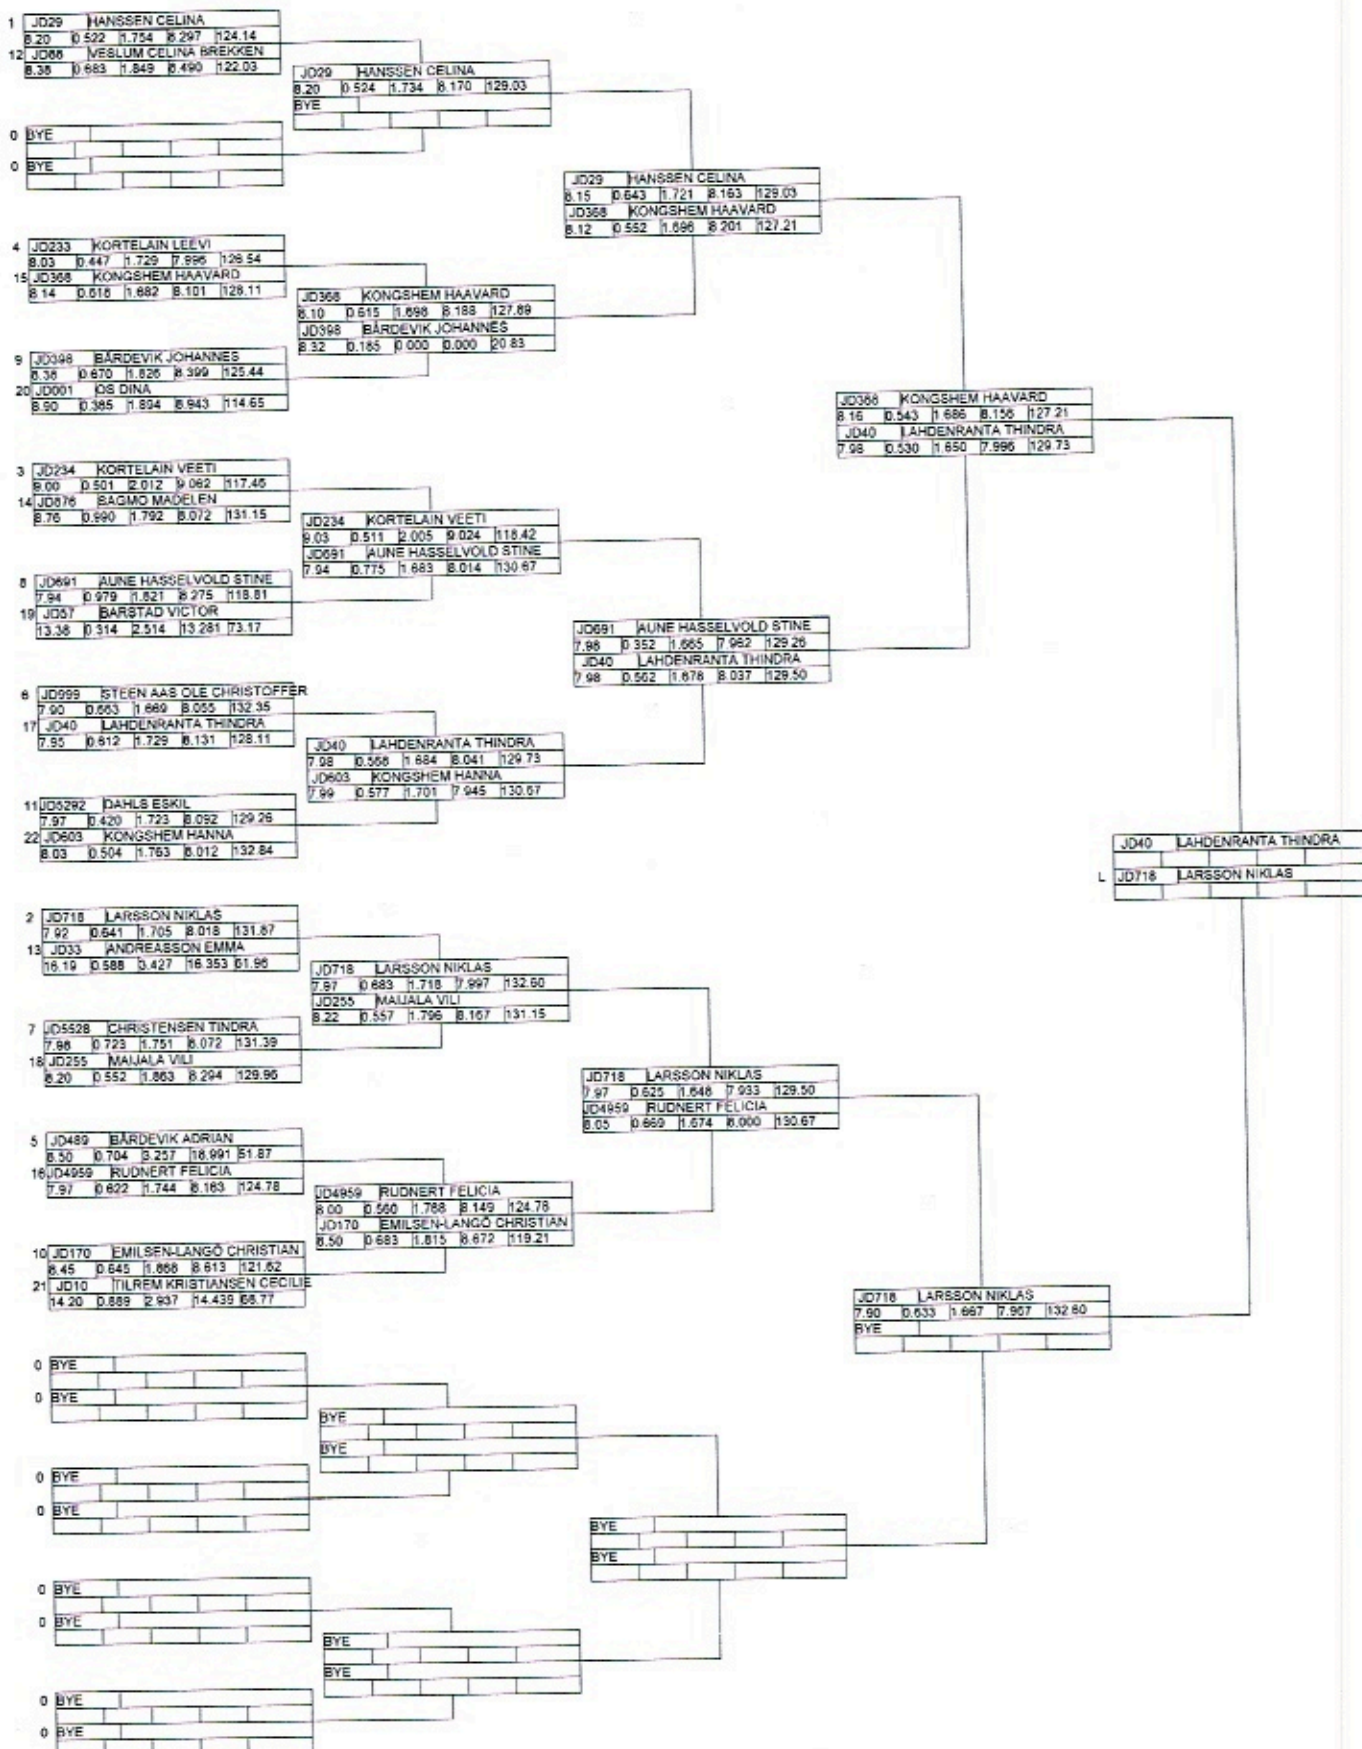 1 JD29 HANSSEN CELINA
8.20 0.522 1.754 8.297 124.14
12 JD88 VESLUM CELINA BREKKEN
8.38 0.683 1.849 8.490 122.03
0 BYE
0 BYE
4 JD233 KORTELAIN LEEVI
8.03 0.447 1.729 7.996 126.54
15 JD368 KONGSHEM HAAVARD
8.14 0.618 1.682 8.101 128.11
9 JD398 BÅRDEVIK JOHANNES
8.38 0.670 1.826 8.399 125.44
20 JD001 OS DINA
8.90 0.385 1.894 8.943 114.65
3 JD234 KORTELAIN VEETI
9.00 0.501 2.012 9.062 117.46
14 JD876 SAGMO MADELEN
8.76 0.990 1.792 8.072 131.15
8 JD691 AUNE HASSELVOLD STINE
7.94 0.979 1.821 8.275 118.81
19 JD57 BARSTAD VICTOR
13.38 0.314 2.514 13.281 73.17
6 JD999 STEEN AAS OLE CHRISTOFFER
7.90 0.663 1.669 8.055 132.35
17 JD40 LAHDENRANTA THINDRA
7.95 0.612 1.729 8.131 128.11
11 JD5292 DAHLS ESKIL
7.97 0.420 1.723 8.092 129.26
22 JD603 KONGSHEM HANNA
8.03 0.504 1.763 8.012 132.84
2 JD718 LARSSON NIKLAS
7.92 0.641 1.705 8.018 131.87
13 JD33 ANDREASSON EMMA
16.19 0.588 3.427 16.353 61.96
7 JD5528 CHRISTENSEN TINDRA
7.98 0.723 1.751 8.072 131.39
18 JD255 MAIJALA VILI
8.20 0.552 1.863 8.294 129.96
5 JD489 BÅRDEVIK ADRIAN
8.50 0.704 3.257 18.991 51.87
16 JD4959 RUDNERT FELICIA
7.97 0.622 1.744 8.163 124.78
10 JD170 EMILSEN-LANGÖ CHRISTIAN
8.45 0.645 1.868 8.613 121.62
21 JD10 TILREM KRISTIANSEN CECILIE
14.20 0.889 2.937 14.439 68.77
0 BYE
0 BYE
0 BYE
0 BYE
0 BYE
0 BYE
0 BYE
0 BYE
JD29 HANSSEN CELINA
8.20 0.524 1.734 8.170 129.03
BYE
JD368 KONGSHEM HAAVARD
8.10 0.615 1.698 8.188 127.89
JD398 BÅRDEVIK JOHANNES
8.32 0.185 0.000 0.000 20.83
JD234 KORTELAIN VEETI
9.03 0.511 2.005 9.024 118.42
JD691 AUNE HASSELVOLD STINE
7.94 0.775 1.683 8.014 130.67
JD40 LAHDENRANTA THINDRA
7.98 0.568 1.684 8.041 129.73
JD603 KONGSHEM HANNA
7.99 0.577 1.701 7.945 130.67
JD718 LARSSON NIKLAS
7.97 0.683 1.718 7.997 132.60
JD255 MAIJALA VILI
8.22 0.557 1.796 8.167 131.15
JD4959 RUDNERT FELICIA
8.00 0.560 1.768 8.149 124.78
JD170 EMILSEN-LANGÖ CHRISTIAN
8.50 0.683 1.815 8.672 119.21
BYE
BYE
BYE
BYE
JD29 HANSSEN CELINA
8.15 0.643 1.721 8.163 129.03
JD368 KONGSHEM HAAVARD
8.12 0.552 1.696 8.201 127.21
JD691 AUNE HASSELVOLD STINE
7.98 0.352 1.665 7.962 129.26
JD40 LAHDENRANTA THINDRA
7.98 0.562 1.678 8.037 129.50
JD718 LARSSON NIKLAS
7.97 0.625 1.648 7.933 129.50
JD4959 RUDNERT FELICIA
8.05 0.669 1.674 8.000 130.67
BYE
BYE
JD368 KONGSHEM HAAVARD
8.16 0.543 1.686 8.156 127.21
JD40 LAHDENRANTA THINDRA
7.98 0.530 1.650 7.996 129.73
JD718 LARSSON NIKLAS
7.90 0.633 1.667 7.957 132.60
BYE
JD40 LAHDENRANTA THINDRA
L JD718 LARSSON NIKLAS